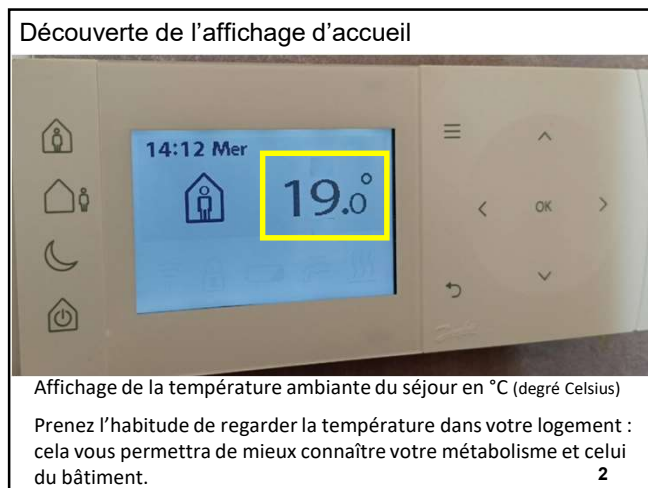 Découverte de l'affichage d'accueil
14:12 Mer
19.0°
OK
Affichage de la température ambiante du séjour en °C (degré Celsius)
Prenez l'habitude de regarder la température dans votre logement :
cela vous permettra de mieux connaître votre métabolisme et celui
du bâtiment.
2